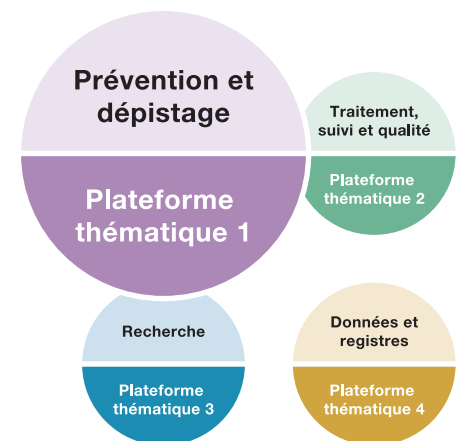 Prévention et
dépistage
Plateforme
thématique 1
Traitement,
suivi et qualité
Plateforme
thématique 2
Recherche
Plateforme
thématique 3
Données et
registres
Plateforme
thématique 4